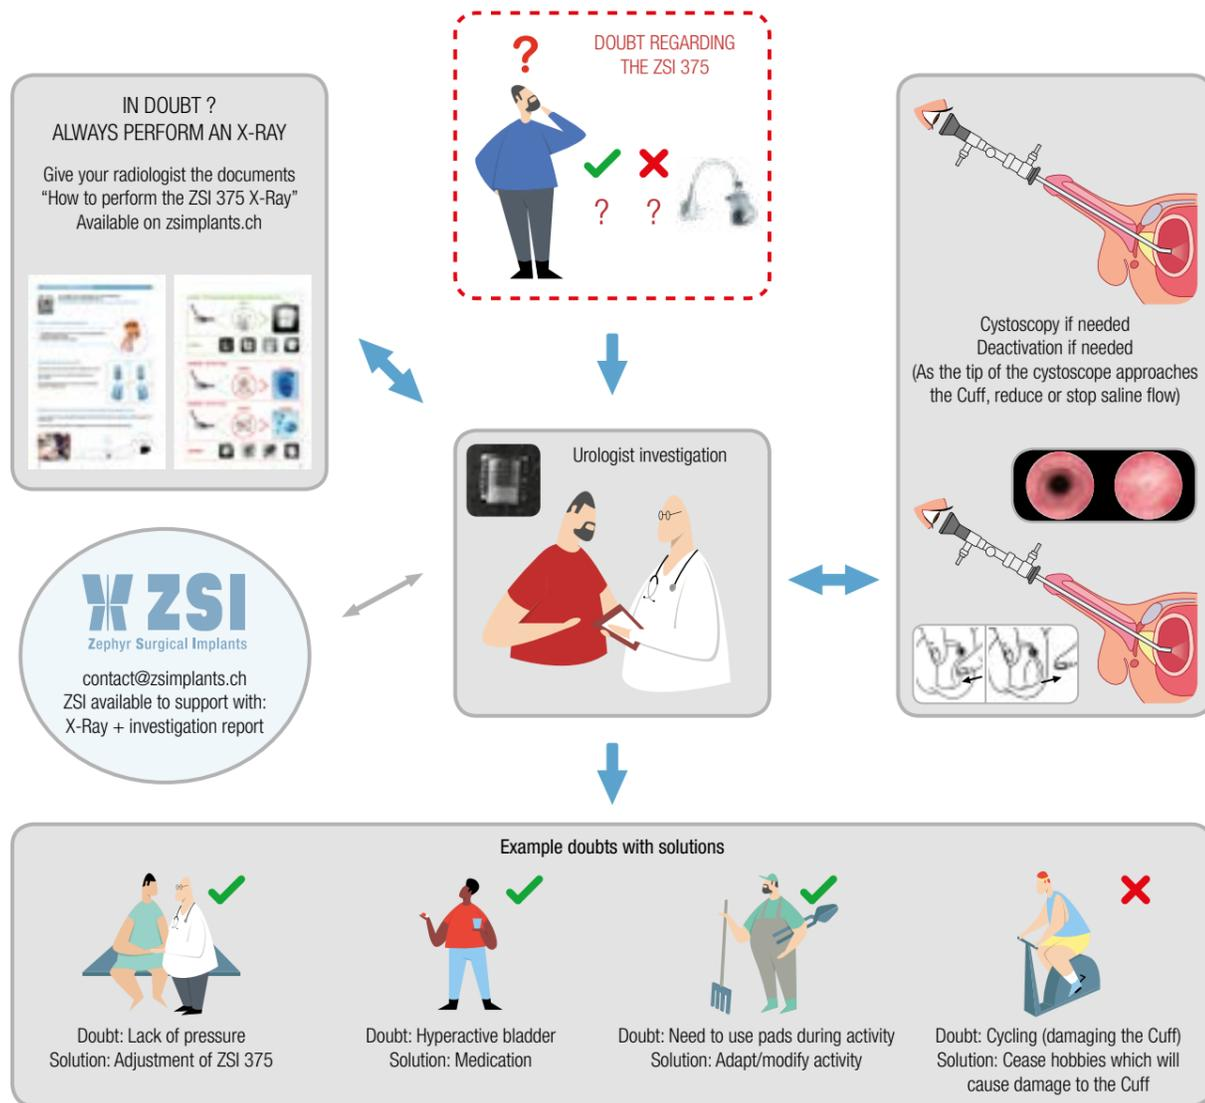 ?
DOUBT REGARDING
THE ZSI 375
? ?
IN DOUBT ?
ALWAYS PERFORM AN X-RAY
Give your radiologist the documents
“How to perform the ZSI 375 X-Ray”
Available on zsimplants.ch
Cystoscopy if needed
Deactivation if needed
(As the tip of the cystoscope approaches
the Cuff, reduce or stop saline flow)
Urologist investigation
ZSI
Zephyr Surgical Implants
contact@zsimplants.ch
ZSI available to support with:
X-Ray + investigation report
Example doubts with solutions
Doubt: Lack of pressure
Solution: Adjustment of ZSI 375
Doubt: Hyperactive bladder
Solution: Medication
Doubt: Need to use pads during activity
Solution: Adapt/modify activity
Doubt: Cycling (damaging the Cuff)
Solution: Cease hobbies which will
cause damage to the Cuff